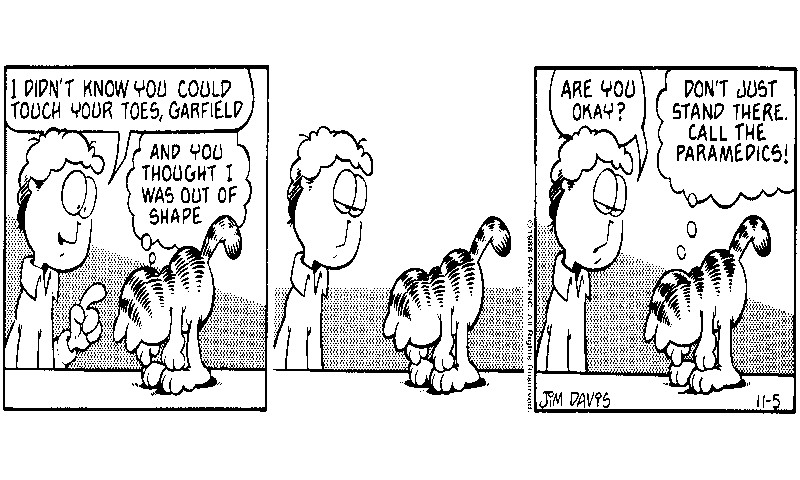 I DIDN'T KNOW YOU COULD
TOUCH YOUR TOES, GARFIELD
AND YOU
THOUGHT I
WAS OUT OF
SHAPE
ARE YOU
OKAY?
DON'T JUST
STAND THERE.
CALL THE
PARAMEDICS!
JIM DAVIS
11-5